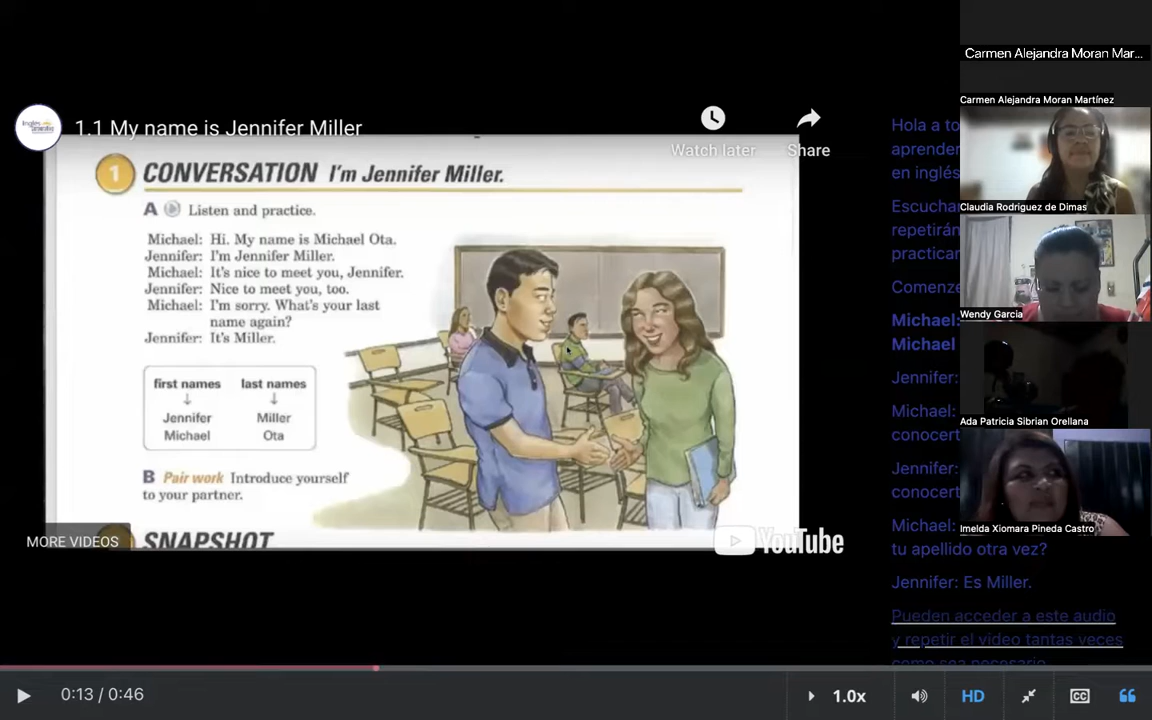 1.1 My name is Jennifer Miller
Watch later
Share
1 CONVERSATION I'm Jennifer Miller.
A Listen and practice.
Michael: Hi. My name is Michael Ota.
Jennifer: I'm Jennifer Miller.
Michael: It's nice to meet you, Jennifer.
Jennifer: Nice to meet you, too.
Michael: I'm sorry. What's your last
name again?
Jennifer: It's Miller.
first names last names
Jennifer Miller
Michael Ota
B Pair work Introduce yourself
to your partner.
SNAPSHOT
MORE VIDEOS
YouTube
Hola a to
aprender
en inglés
Escuchar
repetirán
practicar
Comenze
Michael:
Michael
Jennifer:
Michael:
conocert
Jennifer:
conocert
Michael:
tu apellido otra vez?
Jennifer: Es Miller.
Pueden acceder a este audio
y repetir el video tantas veces
como sea necesario
Carmen Alejandra Moran Mar...
Carmen Alejandra Moran Martínez
Claudia Rodriguez de Dimas
Wendy Garcia
Ada Patricia Sibrian Orellana
Imelda Xiomara Pineda Castro
0:13 / 0:46
1.0x
HD
CC